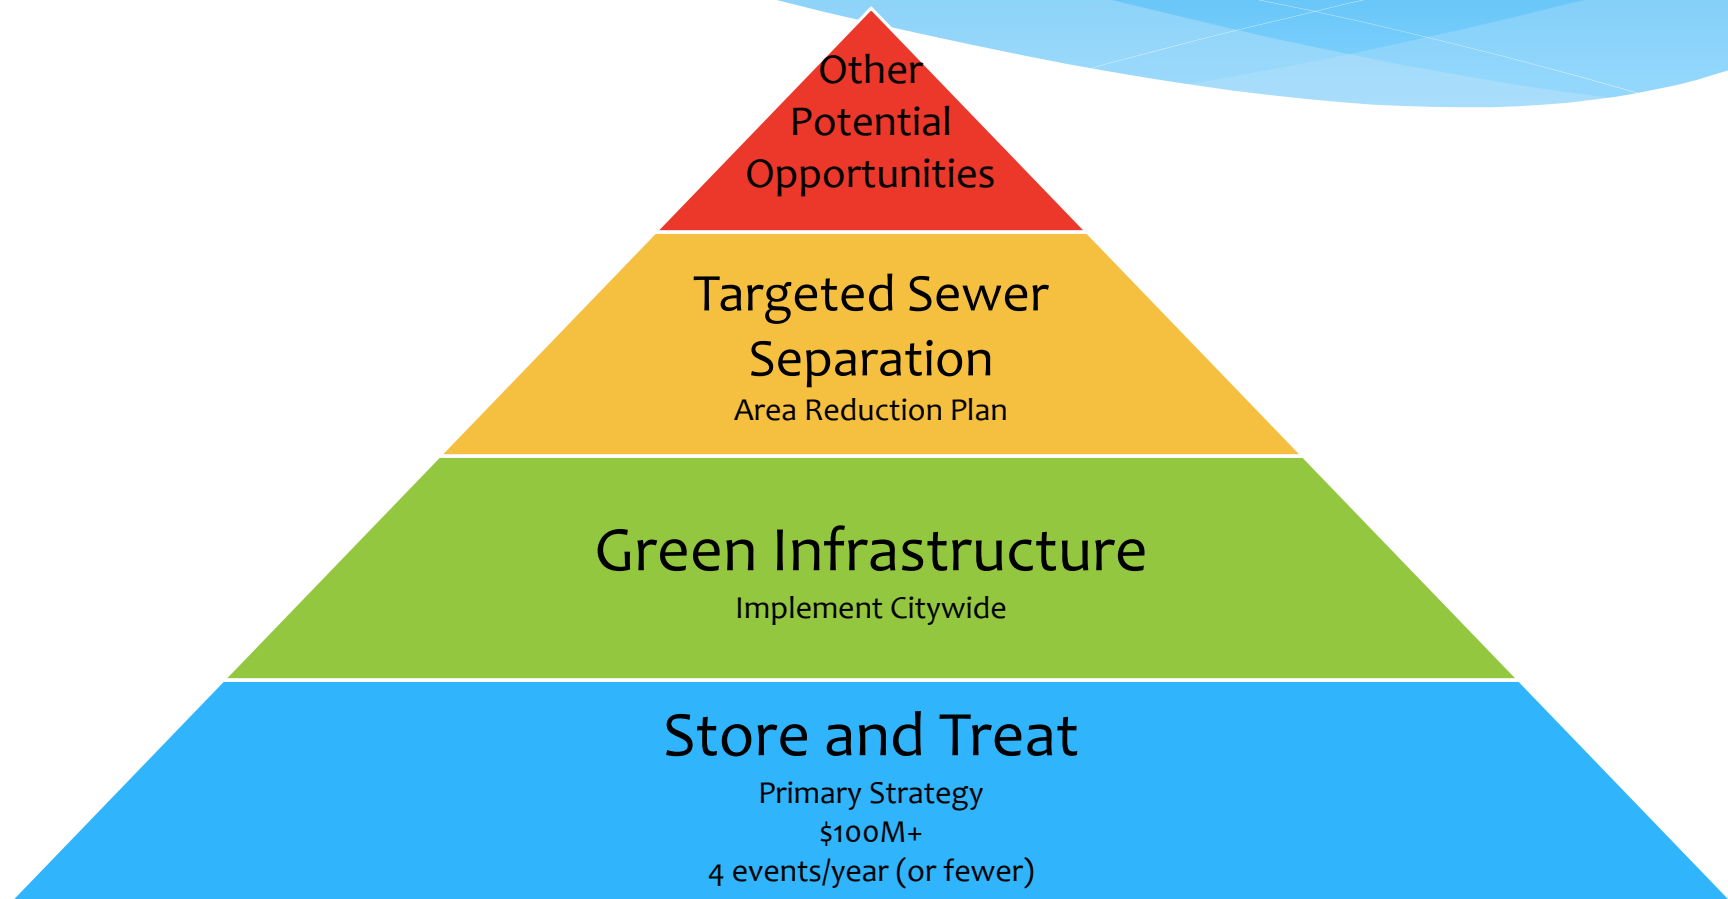 Other
Potential
Opportunities
Targeted Sewer
Separation
Area Reduction Plan
Green Infrastructure
Implement Citywide
Store and Treat
Primary Strategy
$100M+
4 events/year (or fewer)